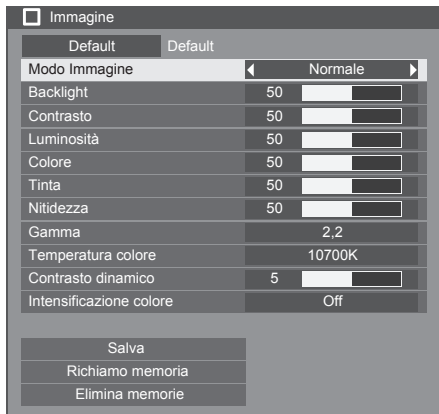 Immagine
Default Default
Modo Immagine Normale
Backlight 50
Contrasto 50
Luminosità 50
Colore 50
Tinta 50
Nitidezza 50
Gamma 2,2
Temperatura colore 10700K
Contrasto dinamico 5
Intensificazione colore Off
Salva
Richiamo memoria
Elimina memorie